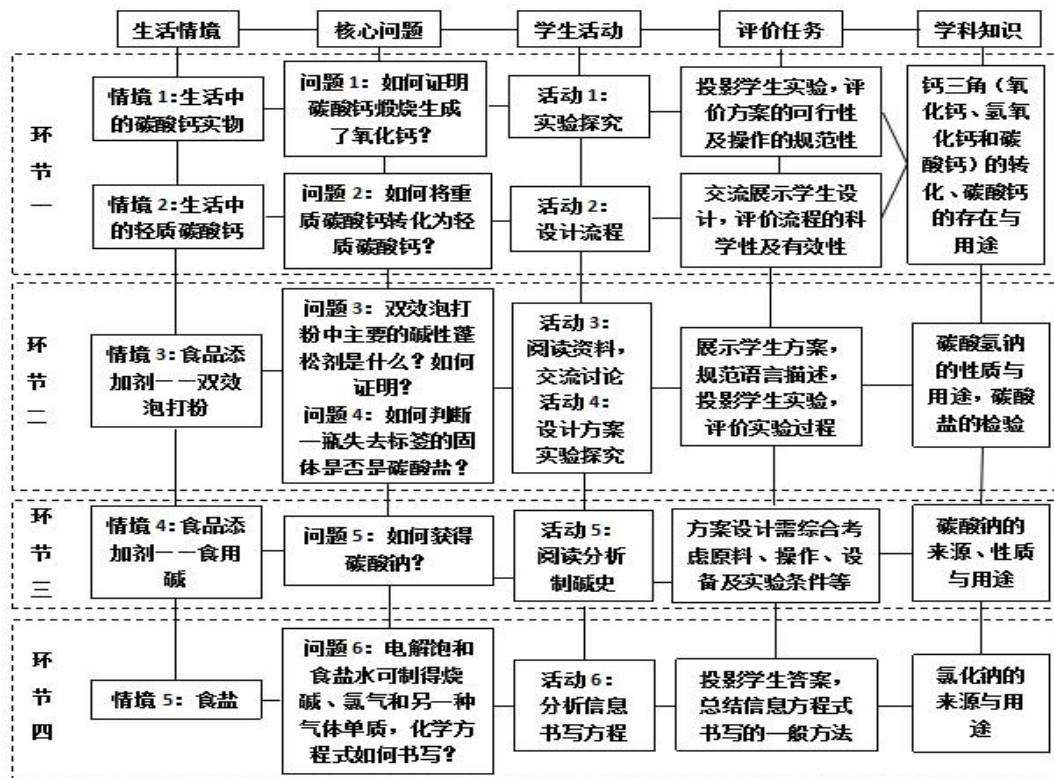 生活情境
核心问题
学生活动
评价任务
学科知识
环
节
一
情境1:生活中
的碳酸钙实物
问题1：如何证明
碳酸钙煅烧生成
了氧化钙？
活动1：
实验探究
投影学生实验，评
价方案的可行性
及操作的规范性
情境2:生活中
的轻质碳酸钙
问题2：如何将重
质碳酸钙转化为轻
质碳酸钙？
活动2：
设计流程
交流展示学生设
计，评价流程的科
学性及有效性
钙三角（氧
化钙、氢氧
化钙和碳
酸钙）的转
化、碳酸钙
的存在与
用途
环
节
二
情境3:食品添
加剂——双效
泡打粉
问题3：双效泡打
粉中主要的碱性蓬
松剂是什么？如何
证明？
问题4：如何判断
一瓶失去标签的固
体是否是碳酸盐？
活动3：
阅读资料，
交流讨论
活动4：
设计方案
实验探究
展示学生方案，
规范语言描述，
投影学生实验，
评价实验过程
碳酸氢钠
的性质与
用途，碳酸
盐的检验
环
节
三
情境4:食品添
加剂——食用
碱
问题5：如何获得
碳酸钠？
活动5：
阅读分析
制碱史
方案设计需综合考
虑原料、操作、设
备及实验条件等
碳酸钠的
来源、性质
与用途
环
节
四
情境5：食盐
问题6：电解饱和
食盐水可制得烧
碱、氯气和另一种
气体单质，化学方
程式如何书写？
活动6：
分析信息
书写方程
投影学生答案，
总结信息方程式
书写的一般方法
氯化钠的
来源与用
途